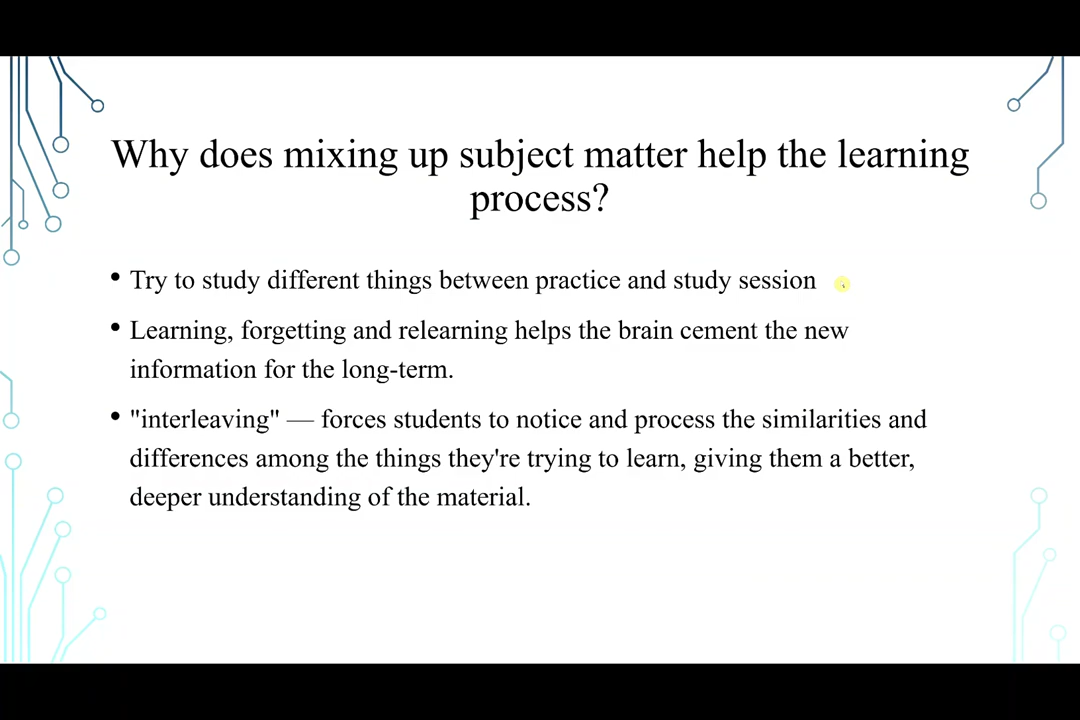 Why does mixing up subject matter help the learning
process?
• Try to study different things between practice and study session
• Learning, forgetting and relearning helps the brain cement the new
information for the long-term.
• "interleaving" — forces students to notice and process the similarities and
differences among the things they're trying to learn, giving them a better,
deeper understanding of the material.